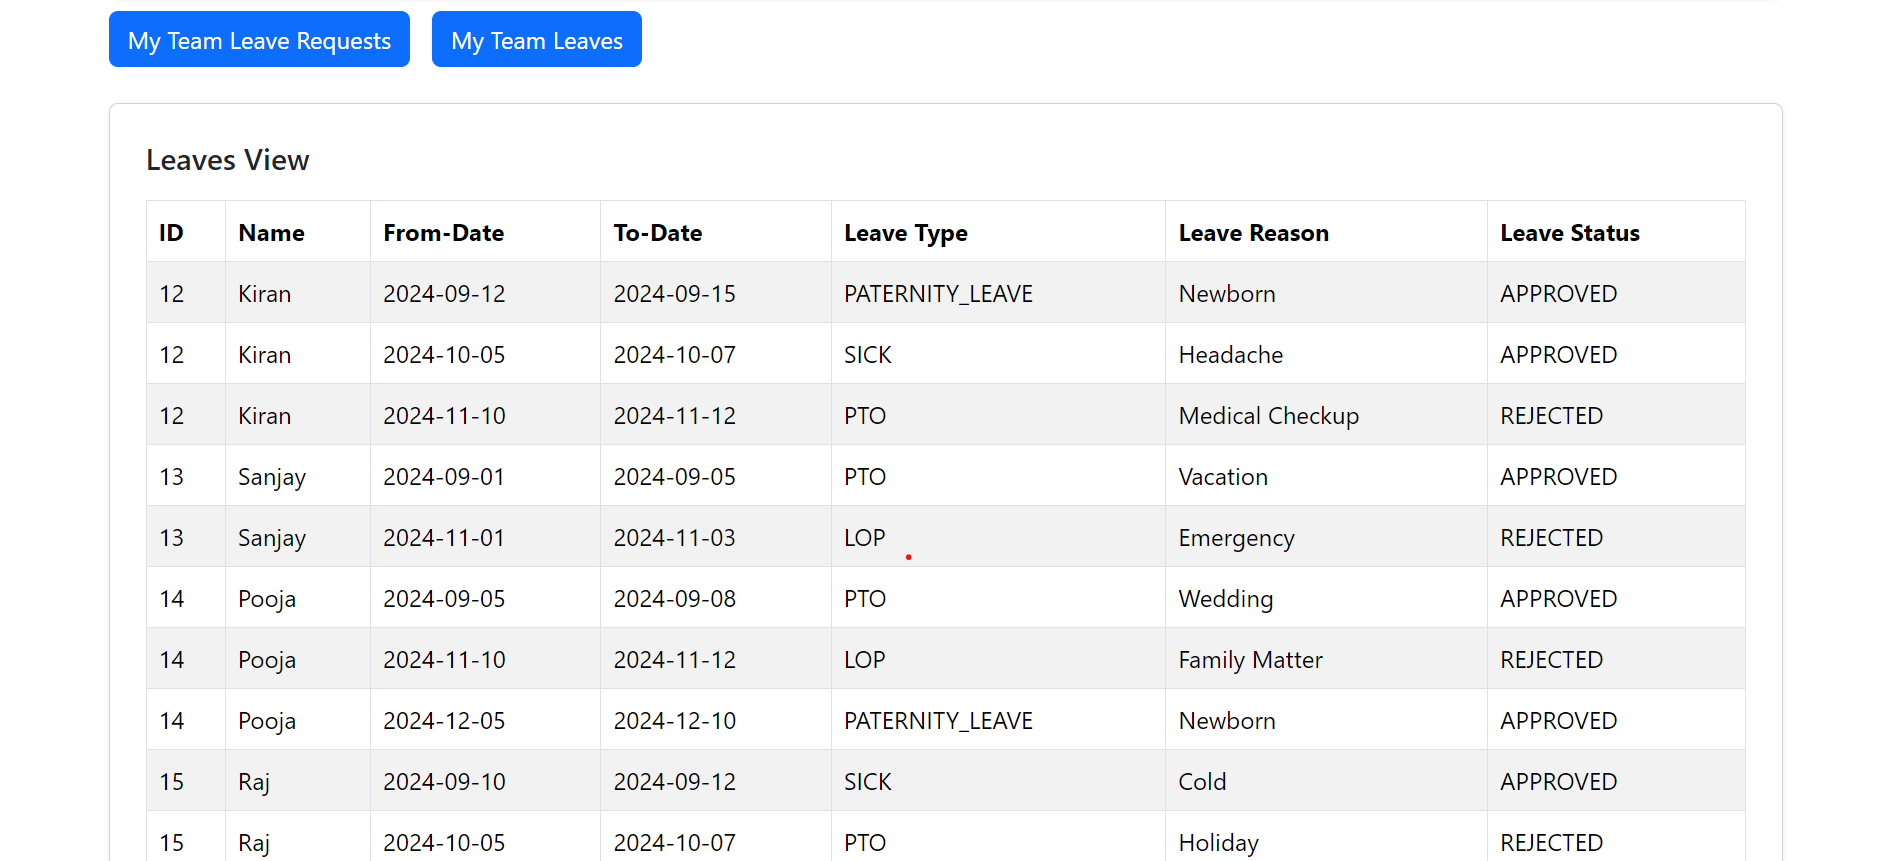 My Team Leave Requests My Team Leaves
Leaves View
ID Name From-Date To-Date Leave Type Leave Reason Leave Status
12 Kiran 2024-09-12 2024-09-15 PATERNITY_LEAVE Newborn APPROVED
12 Kiran 2024-10-05 2024-10-07 SICK Headache APPROVED
12 Kiran 2024-11-10 2024-11-12 PTO Medical Checkup REJECTED
13 Sanjay 2024-09-01 2024-09-05 PTO Vacation APPROVED
13 Sanjay 2024-11-01 2024-11-03 LOP Emergency REJECTED
14 Pooja 2024-09-05 2024-09-08 PTO Wedding APPROVED
14 Pooja 2024-11-10 2024-11-12 LOP Family Matter REJECTED
14 Pooja 2024-12-05 2024-12-10 PATERNITY_LEAVE Newborn APPROVED
15 Raj 2024-09-10 2024-09-12 SICK Cold APPROVED
15 Raj 2024-10-05 2024-10-07 PTO Holiday REJECTED